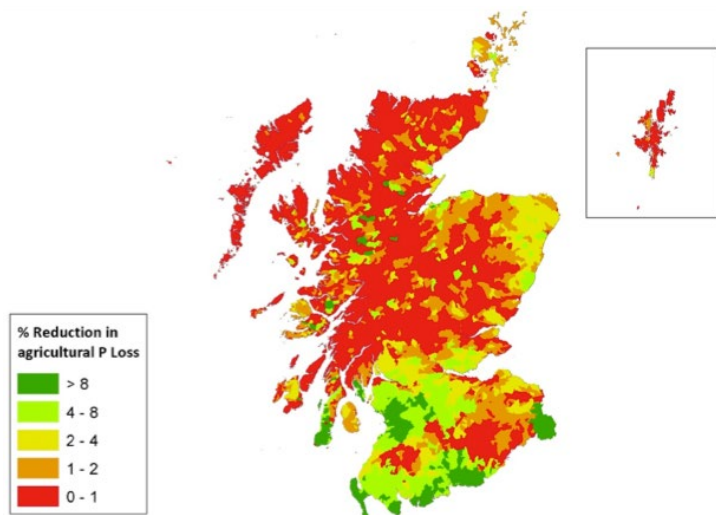 % Reduction in
agricultural P Loss
> 8
4 - 8
2 - 4
1 - 2
0 - 1